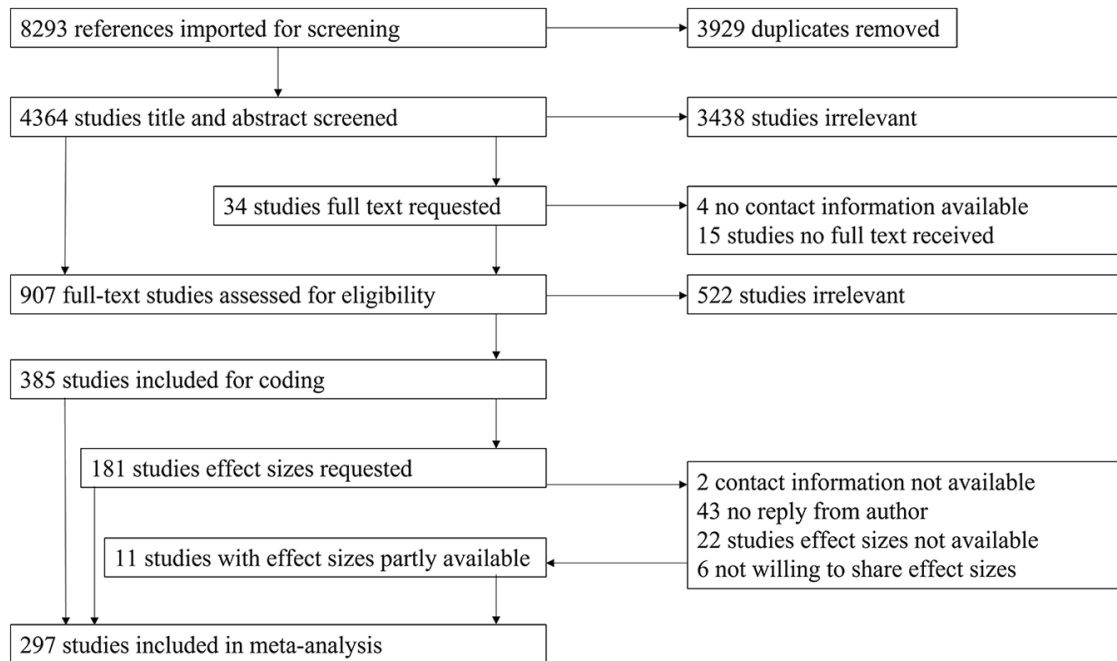 8293 references imported for screening
3929 duplicates removed
4364 studies title and abstract screened
3438 studies irrelevant
34 studies full text requested
4 no contact information available
15 studies no full text received
907 full-text studies assessed for eligibility
522 studies irrelevant
385 studies included for coding
181 studies effect sizes requested
2 contact information not available
43 no reply from author
22 studies effect sizes not available
6 not willing to share effect sizes
11 studies with effect sizes partly available
297 studies included in meta-analysis